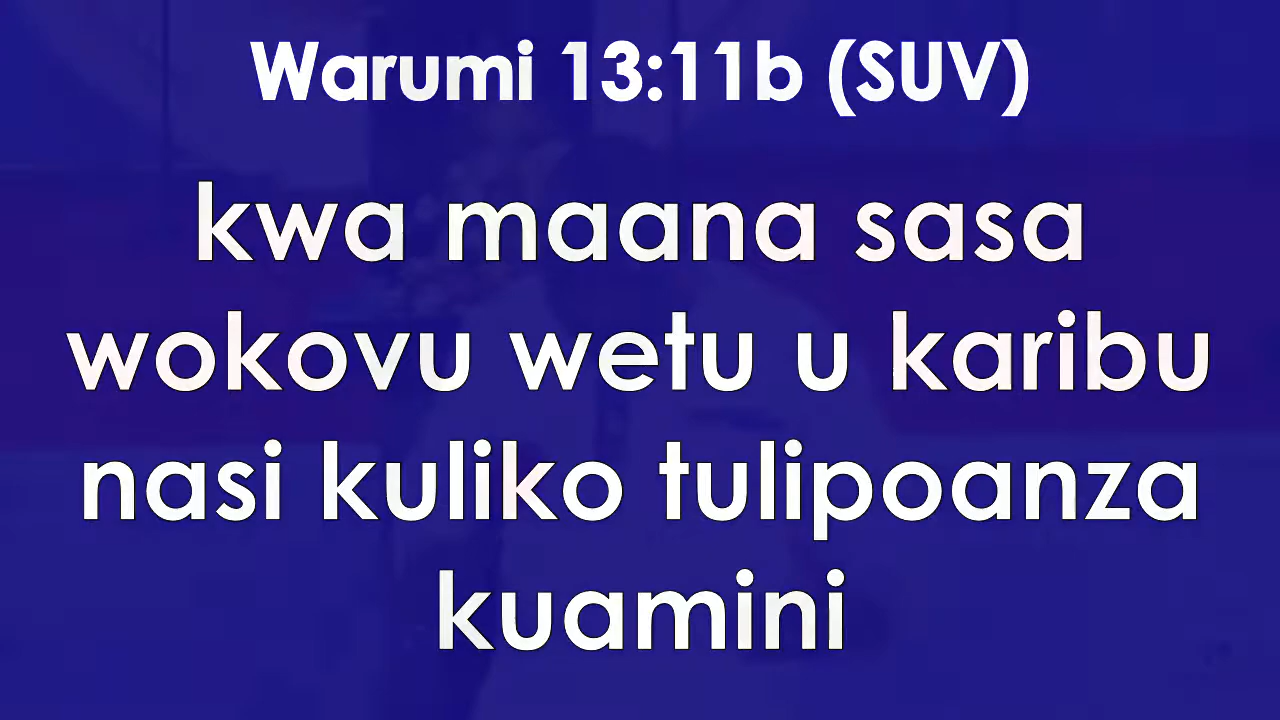 Warumi 13:11b (SUV)
kwa maana sasa
wokovu wetu u karibu
nasi kuliko tulipoanza
kuamini